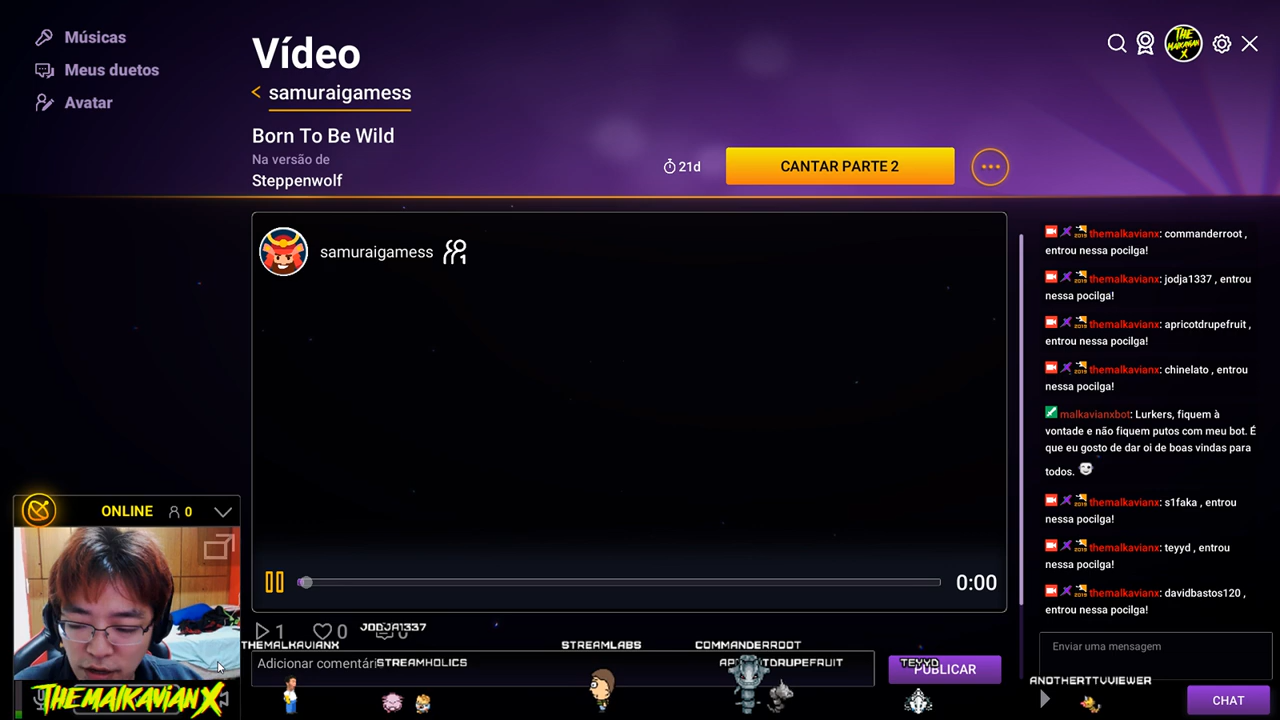 Músicas
Meus duetos
Avatar
Vídeo
< samuraigamess
Born To Be Wild
Na versão de
Steppenwolf
21d
CANTAR PARTE 2
THE
MALKAVIAN
X
samuraigamess
0:00
1
0
0
JODJA1337
THEMALKAVIANX
STREAMLABS
COMMANDERROOT
Adicionar comentári
STREAMHOLICS
TEYYD
PUBLICAR
themalkavianx: commanderroot ,
entrou nessa pocilga!
themalkavianx: jodja1337 , entrou
nessa pocilga!
themalkavianx: apricotdrupefruit ,
entrou nessa pocilga!
themalkavianx: chinelato , entrou
nessa pocilga!
malkavianxbot: Lurkers, fiquem à
vontade e não fiquem putos com meu bot. É
que eu gosto de dar oi de boas vindas para
todos.
themalkavianx: s1faka , entrou
nessa pocilga!
themalkavianx: teyyd , entrou
nessa pocilga!
themalkavianx: davidbastos120 ,
entrou nessa pocilga!
Enviar uma mensagem
ANOTHERTTVVIEWER
CHAT
ONLINE
0
THEMALKAVIANX